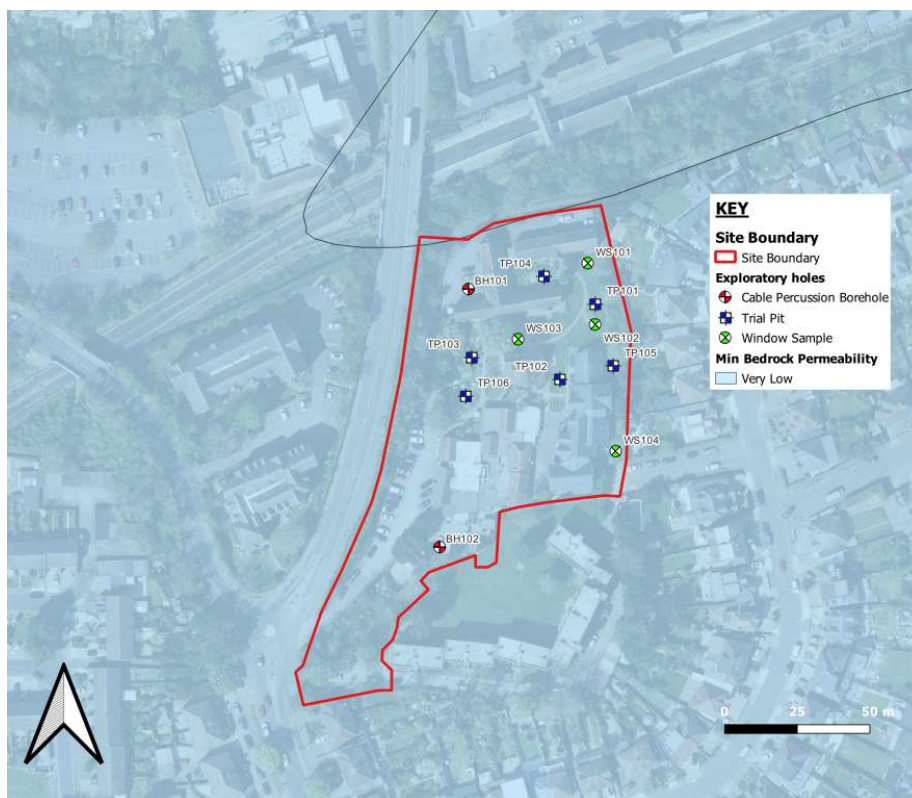 WS101
TP104
BH101
TP101
WS103
WS102
TP103
TP102
TP105
TP106
WS104
BH102
KEY
Site Boundary
Site Boundary
Exploratory holes
Cable Percussion Borehole
Trial Pit
Window Sample
Min Bedrock Permeability
Very Low
0 25 50 m